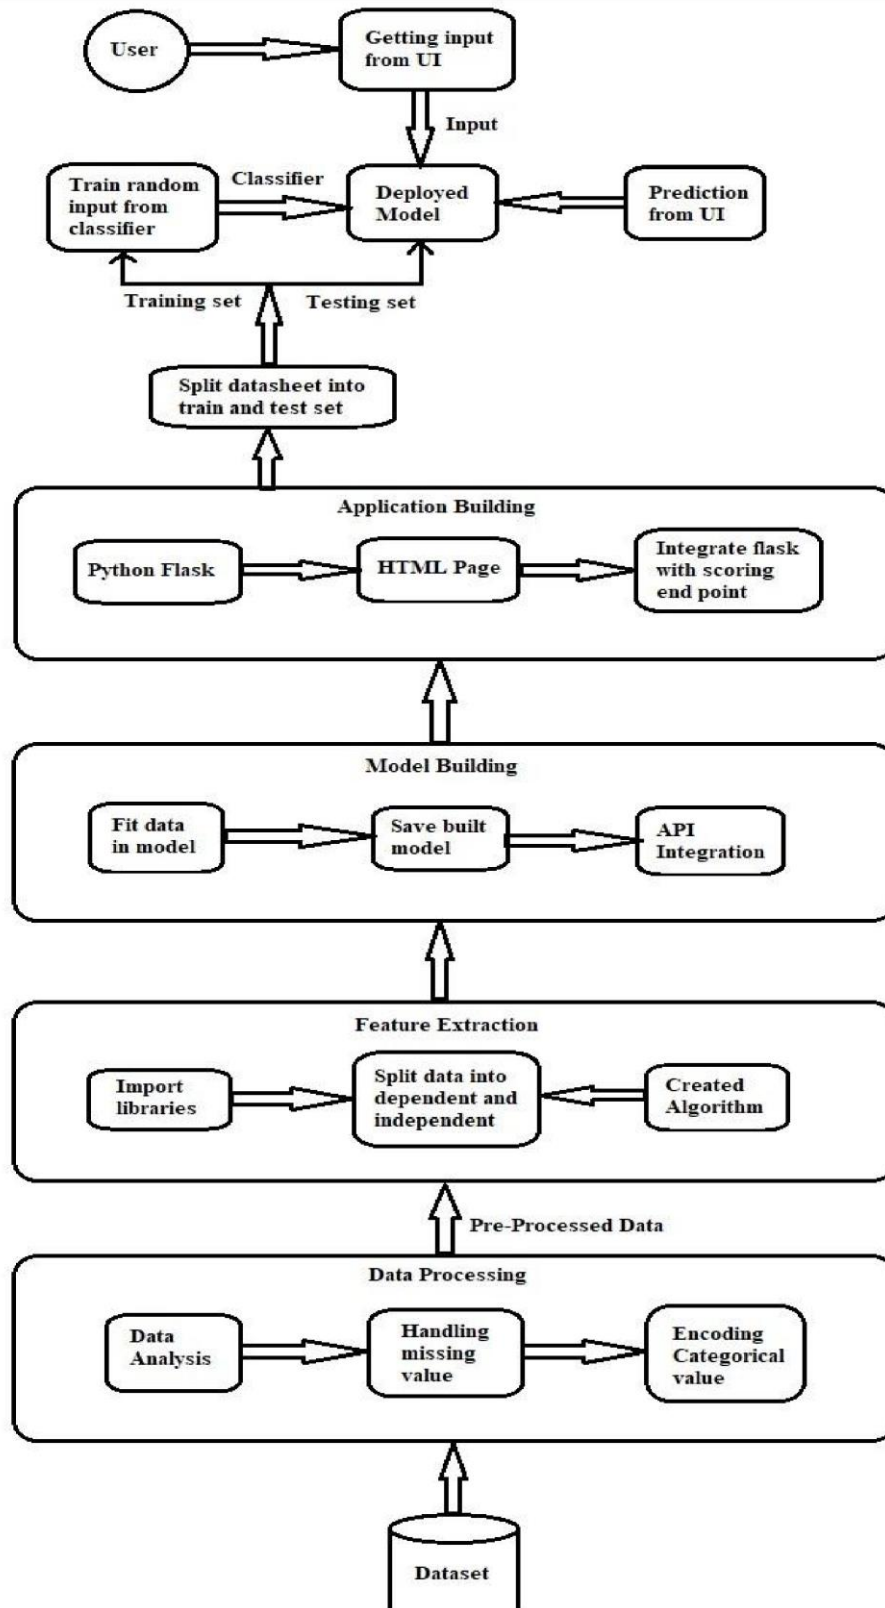 User
Getting input
from UI
Input
Train random
input from
classifier
Classifier
Deployed
Model
Prediction
from UI
Training set
Testing set
Split datasheet into
train and test set
Application Building
Python Flask
HTML Page
Integrate flask
with scoring
end point
Model Building
Fit data
in model
Save built
model
API
Integration
Feature Extraction
Import
libraries
Split data into
dependent and
independent
Created
Algorithm
Pre-Processed Data
Data Processing
Data
Analysis
Handling
missing
value
Encoding
Categorical
value
Dataset